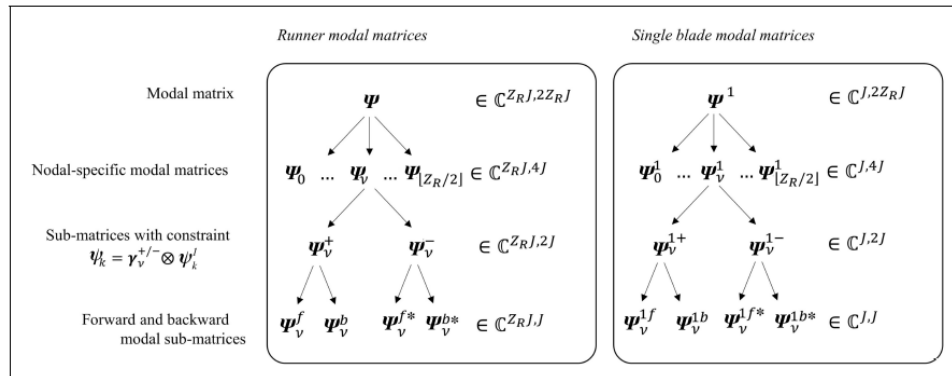 Runner modal matrices Single blade modal matrices
Modal matrix Ψ ∈ ℂ^{Z_R J, 2Z_R J} Ψ^1 ∈ ℂ^{J, 2Z_R J}
Nodal-specific modal matrices Ψ_0 ... Ψ_ν ... Ψ_{⌊Z_R/2⌋} ∈ ℂ^{Z_R J, 4J} Ψ^1_0 ... Ψ^1_ν ... Ψ^1_{⌊Z_R/2⌋} ∈ ℂ^{J, 4J}
Sub-matrices with constraint
ψ_k = γ_ν^{+/-} ⊗ ψ_k^J Ψ_ν^+ Ψ_ν^- ∈ ℂ^{Z_R J, 2J} Ψ_ν^{1+} Ψ_ν^{1-} ∈ ℂ^{J, 2J}
Forward and backward
modal sub-matrices Ψ_ν^f Ψ_ν^b Ψ_ν^{f*} Ψ_ν^{b*} ∈ ℂ^{Z_R J, J} Ψ_ν^{1f} Ψ_ν^{1b} Ψ_ν^{1f*} Ψ_ν^{1b*} ∈ ℂ^{J, J}